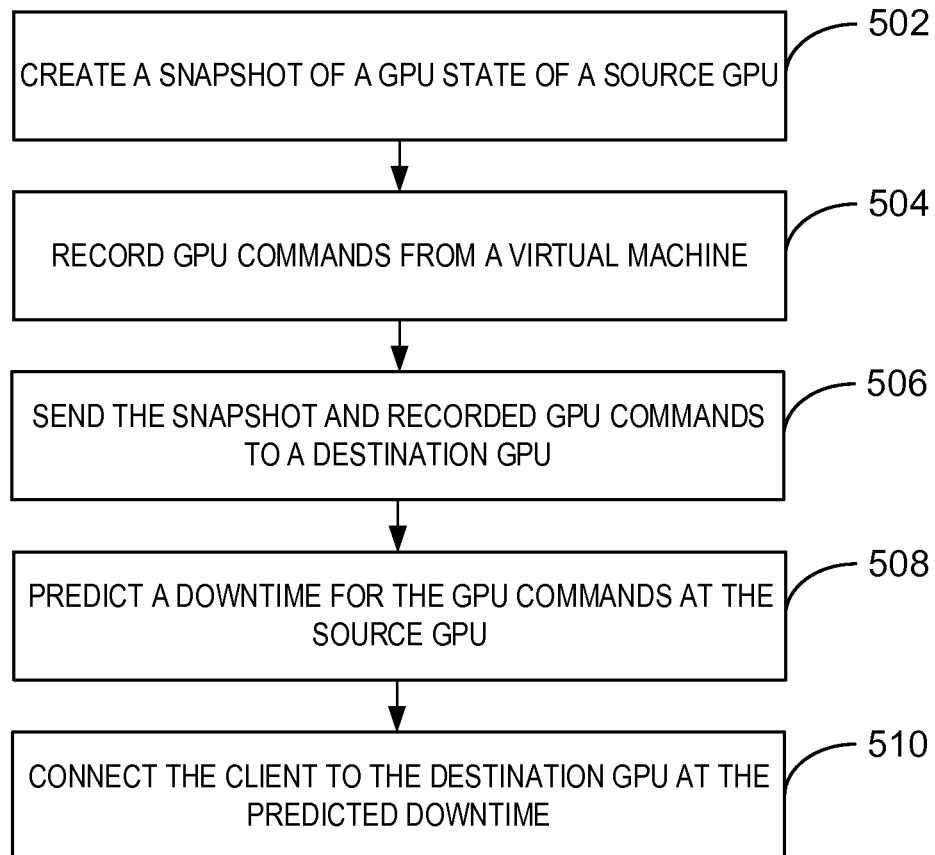 502
CREATE A SNAPSHOT OF A GPU STATE OF A SOURCE GPU
504
RECORD GPU COMMANDS FROM A VIRTUAL MACHINE
506
SEND THE SNAPSHOT AND RECORDED GPU COMMANDS
TO A DESTINATION GPU
508
PREDICT A DOWNTIME FOR THE GPU COMMANDS AT THE
SOURCE GPU
510
CONNECT THE CLIENT TO THE DESTINATION GPU AT THE
PREDICTED DOWNTIME